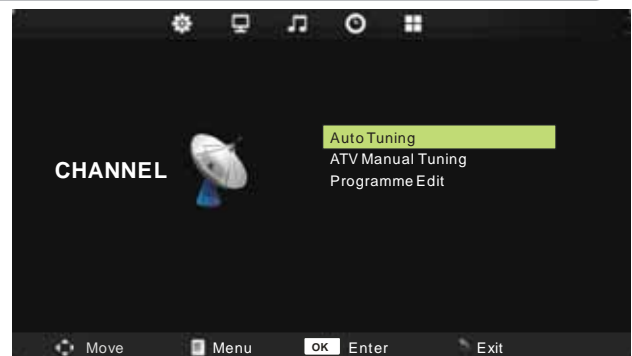 Auto Tuning
CHANNEL
ATV Manual Tuning
Programme Edit
Move Menu OK Enter Exit